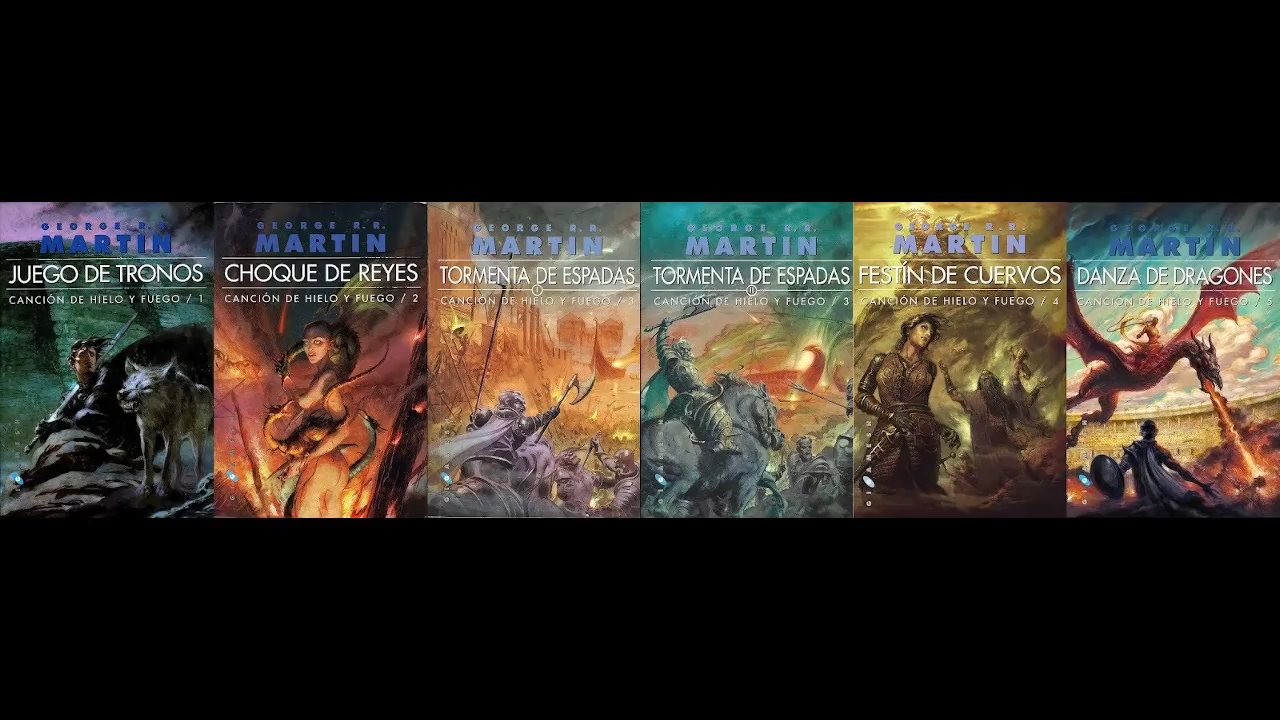 GEORGE R.R.
MARTIN
JUEGO DE TRONOS
CANCIÓN DE HIELO Y FUEGO / 1
GEORGE R.R.
MARTIN
CHOQUE DE REYES
CANCIÓN DE HIELO Y FUEGO / 2
GEORGE R.R.
MARTIN
TORMENTA DE ESPADAS
I
CANCIÓN DE HIELO Y FUEGO / 3
GEORGE R.R.
MARTIN
TORMENTA DE ESPADAS
II
CANCIÓN DE HIELO Y FUEGO / 3
GEORGE R.R.
MARTIN
FESTÍN DE CUERVOS
CANCIÓN DE HIELO Y FUEGO / 4
GEORGE R.R.
MARTIN
DANZA DE DRAGONES
CANCIÓN DE HIELO Y FUEGO / 5